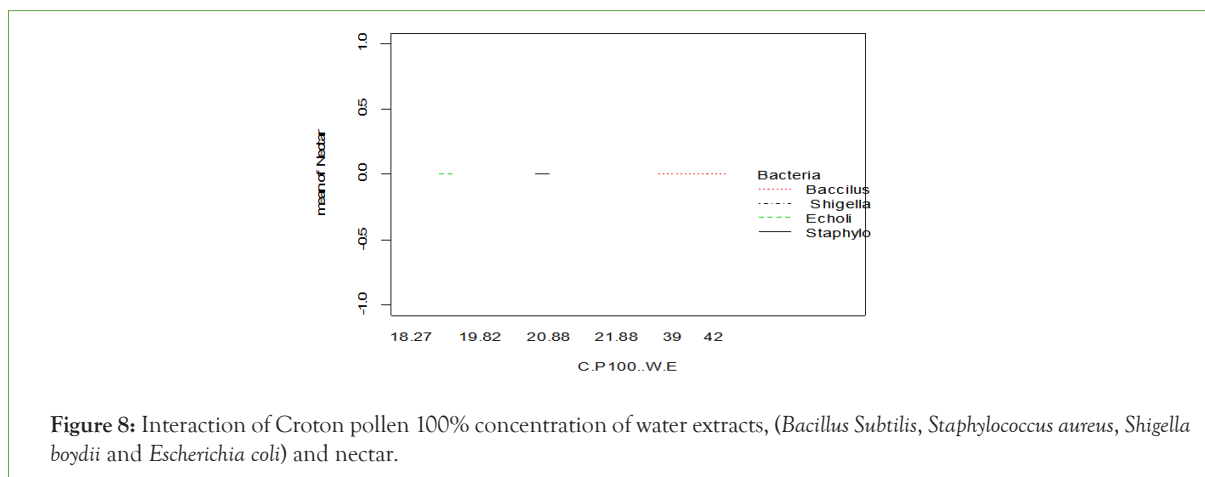 1.0
0.5
0.0
-0.5
-1.0
mean of Nectar
Bacteria
Baccilus
Shigella
Echoli
Staphylo
18.27 19.82 20.88 21.88 39 42
C.P100..W.E
Figure 8: Interaction of Croton pollen 100% concentration of water extracts, (Bacillus Subtilis, Staphylococcus aureus, Shigella
boydii and Escherichia coli) and nectar.